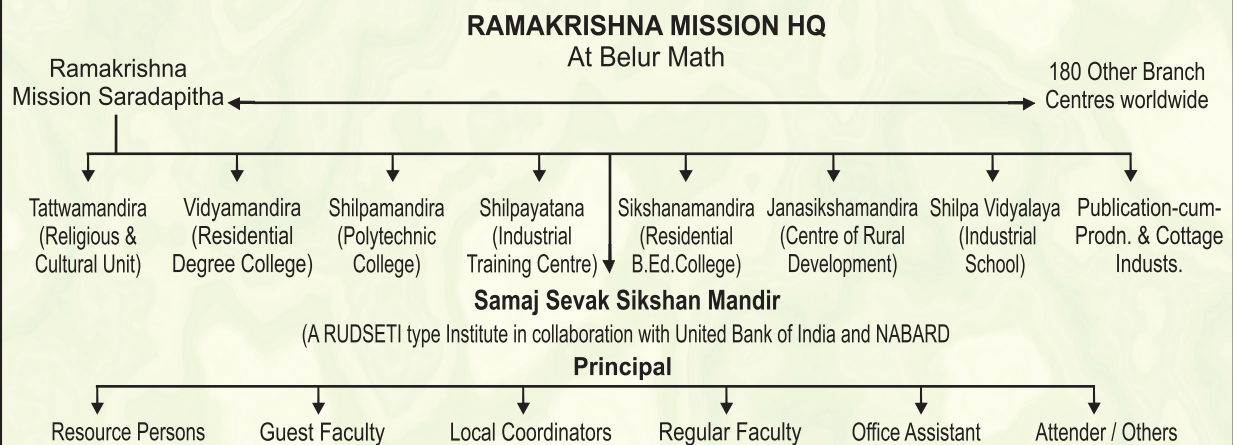 RAMAKRISHNA MISSION HQ
At Belur Math
Ramakrishna
Mission Saradapitha
180 Other Branch
Centres worldwide
Tattwamandira
(Religious &
Cultural Unit)
Vidyamandira
(Residential
Degree College)
Shilpamandira
(Polytechnic
College)
Shilpayatana
(Industrial
Training Centre)
Sikshanamandira
(Residential
B.Ed.College)
Janasikshamandira
(Centre of Rural
Development)
Shilpa Vidyalaya
(Industrial
School)
Publication-cum-
Prodn. & Cottage
Industs.
Samaj Sevak Sikshan Mandir
(A RUDSETI type Institute in collaboration with United Bank of India and NABARD
Principal
Resource Persons
Guest Faculty
Local Coordinators
Regular Faculty
Office Assistant
Attender / Others